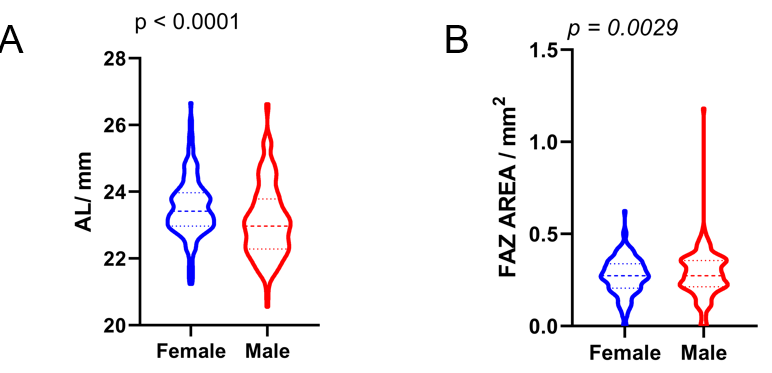 A
p < 0.0001
28
26
24
22
20
AL/ mm
Female Male
B
p = 0.0029
1.5
1.0
0.5
0.0
FAZ AREA / mm²
Female Male